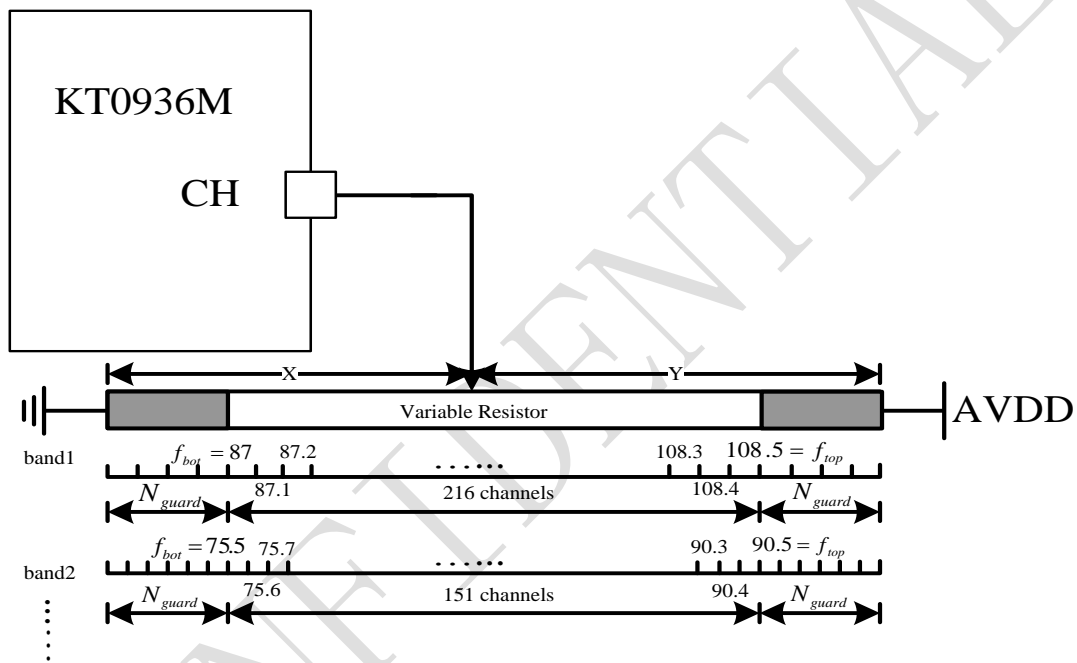 KT0936M
CH
X
Y
Variable Resistor
AVDD
band1
f_bot = 87
87.2
108.3
108.5 = f_top
87.1
216 channels
108.4
N_guard
N_guard
band2
f_bot = 75.5
75.7
90.3
90.5 = f_top
75.6
151 channels
90.4
N_guard
N_guard
NFIDENTIAL